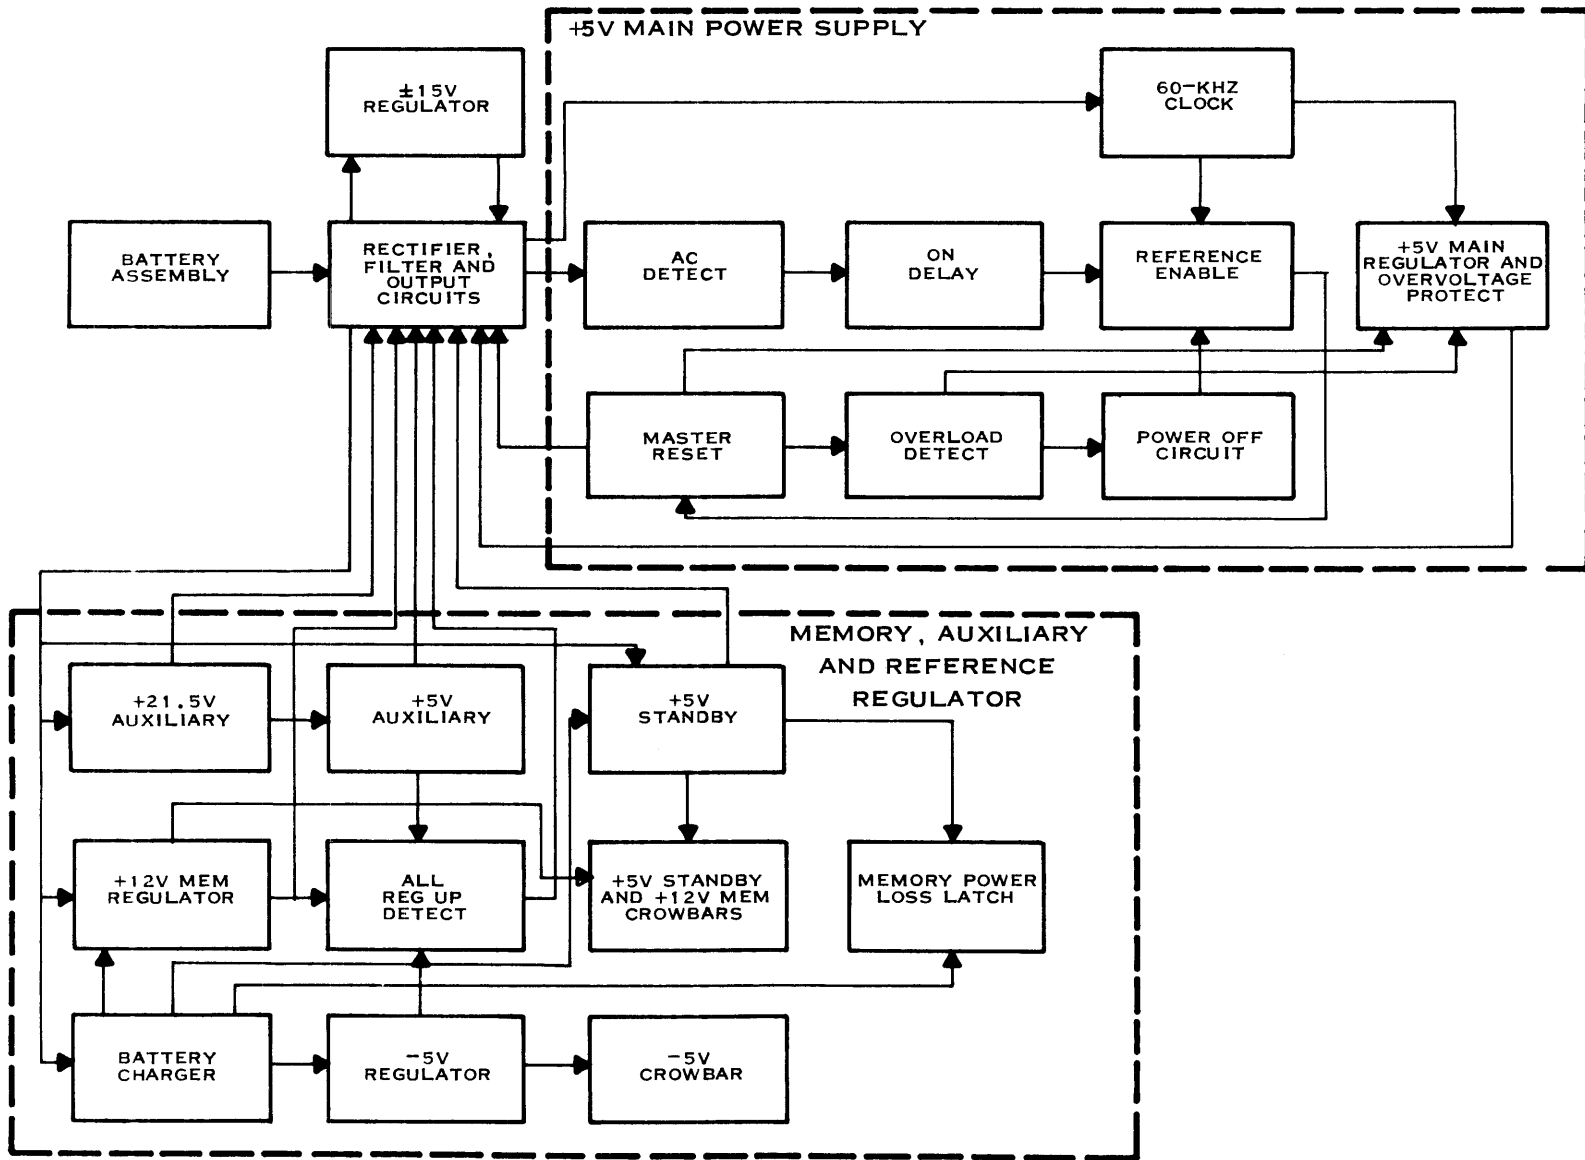 +5V MAIN POWER SUPPLY
±15V
REGULATOR
60-KHZ
CLOCK
BATTERY
ASSEMBLY
RECTIFIER,
FILTER AND
OUTPUT
CIRCUITS
AC
DETECT
ON
DELAY
REFERENCE
ENABLE
+5V MAIN
REGULATOR AND
OVERVOLTAGE
PROTECT
MASTER
RESET
OVERLOAD
DETECT
POWER OFF
CIRCUIT
MEMORY, AUXILIARY
AND REFERENCE
REGULATOR
+21.5V
AUXILIARY
+5V
AUXILIARY
+5V
STANDBY
+12V MEM
REGULATOR
ALL
REG UP
DETECT
+5V STANDBY
AND +12V MEM
CROWBARS
MEMORY POWER
LOSS LATCH
BATTERY
CHARGER
-5V
REGULATOR
-5V
CROWBAR